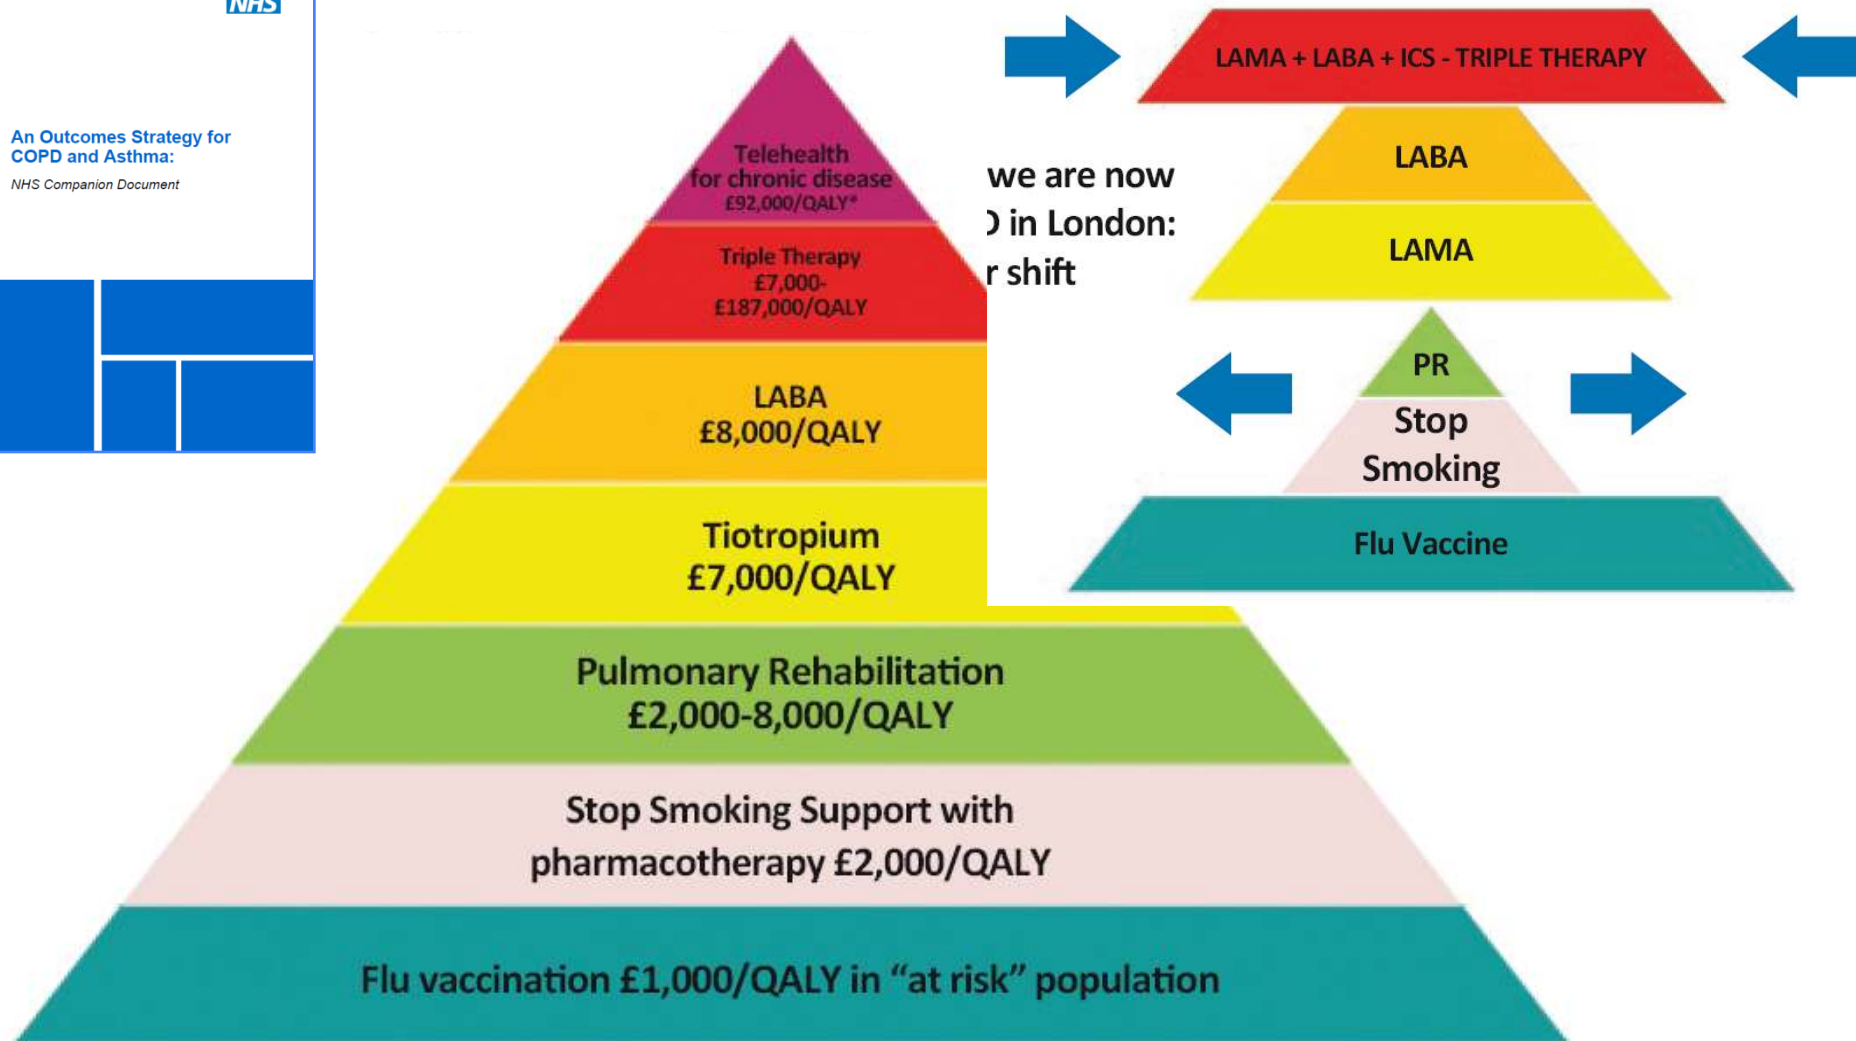 NHS
An Outcomes Strategy for
COPD and Asthma:
NHS Companion Document
Telehealth
for chronic disease
£92,000/QALY*
Triple Therapy
£7,000-
£187,000/QALY
LABA
£8,000/QALY
Tiotropium
£7,000/QALY
Pulmonary Rehabilitation
£2,000-8,000/QALY
Stop Smoking Support with
pharmacotherapy £2,000/QALY
Flu vaccination £1,000/QALY in “at risk” population
we are now
in London:
shift
LAMA + LABA + ICS - TRIPLE THERAPY
LABA
LAMA
PR
Stop
Smoking
Flu Vaccine